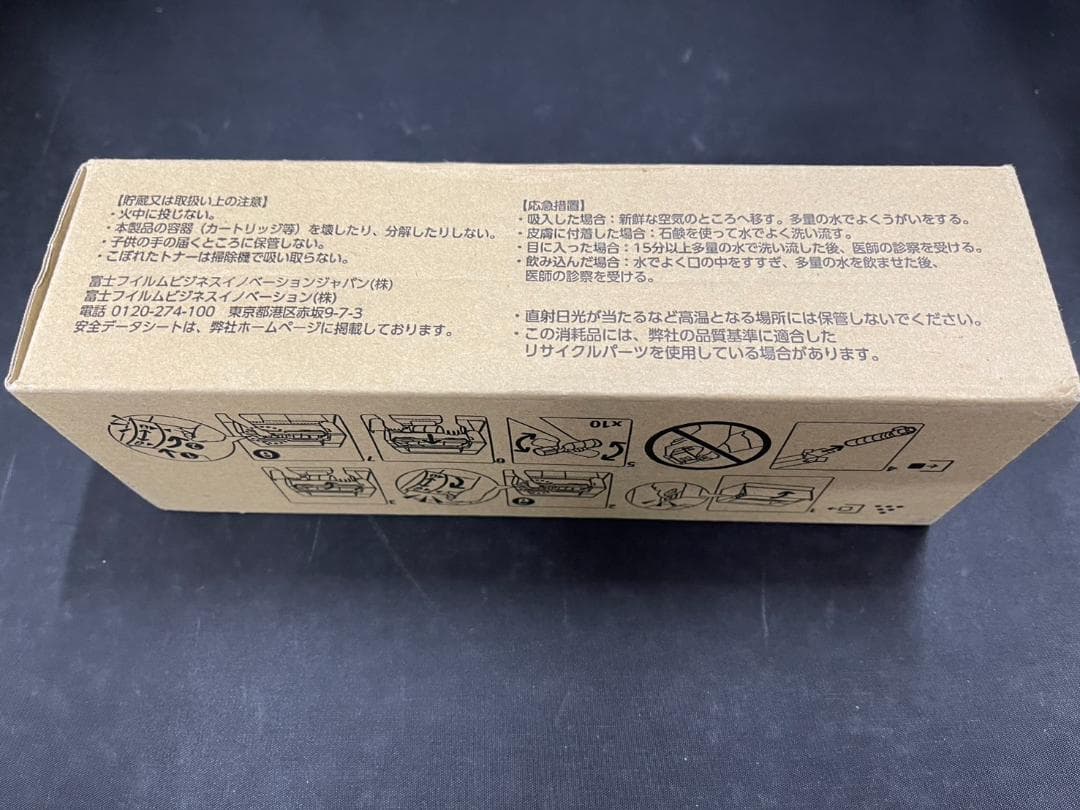 【貯蔵又は取扱い上の注意】
・火中に投じない。
・本製品の容器（カートリッジ等）を壊したり、分解したりしない。
・子供の手の届くところに保管しない。
・こぼれたトナーは掃除機で吸い取らない。
富士フイルムビジネスイノベーションジャパン(株)
富士フイルムビジネスイノベーション(株)
電話 0120-274-100　東京都港区赤坂9-7-3
安全データシートは、弊社ホームページに掲載しております。
【応急措置】
・吸入した場合：新鮮な空気のところへ移す。多量の水でよくうがいをする。
・皮膚に付着した場合：石鹸を使って水でよく洗い流す。
・目に入った場合：15分以上多量の水で洗い流した後、医師の診察を受ける。
・飲み込んだ場合：水でよく口の中をすすぎ、多量の水を飲ませた後、
医師の診察を受ける。
・直射日光が当たるなど高温となる場所には保管しないでください。
・この消耗品には、弊社の品質基準に適合した
リサイクルパーツを使用している場合があります。
1
2
3
4
5
x10
6
7
8